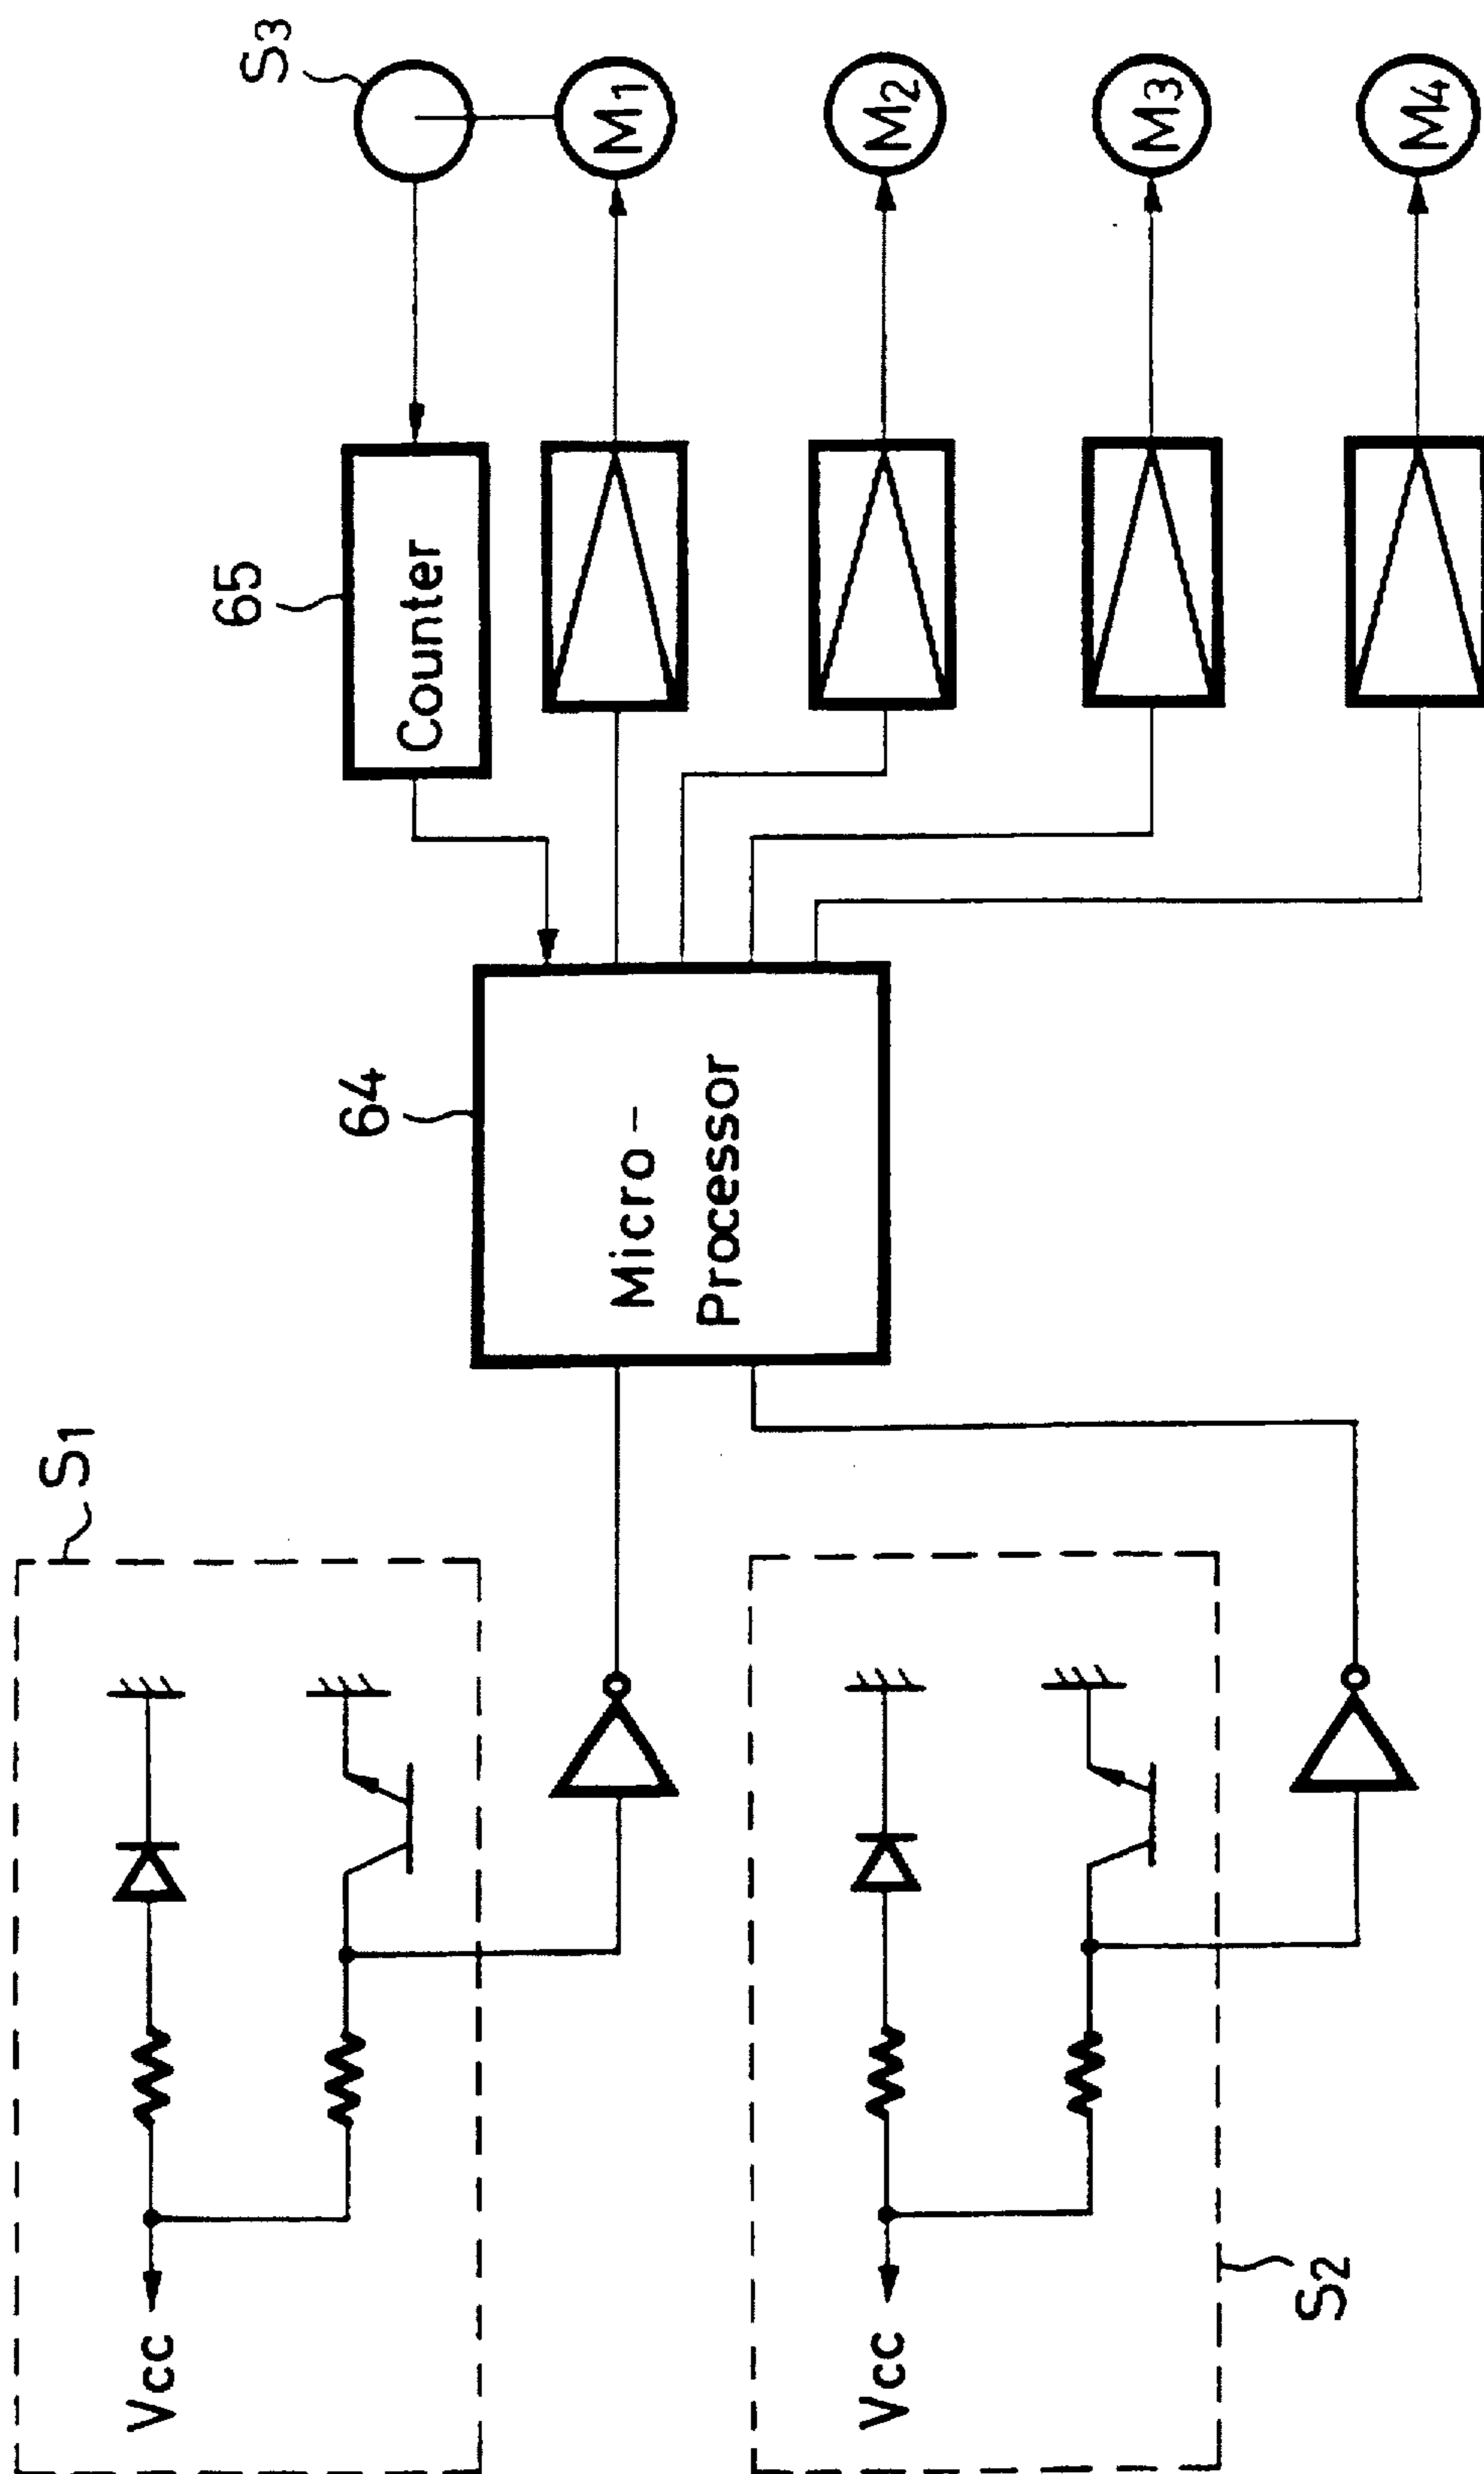 S1
Vcc
Vcc
S2
64
Micro-
Processor
65
Counter
S3
M1
M2
M3
M4